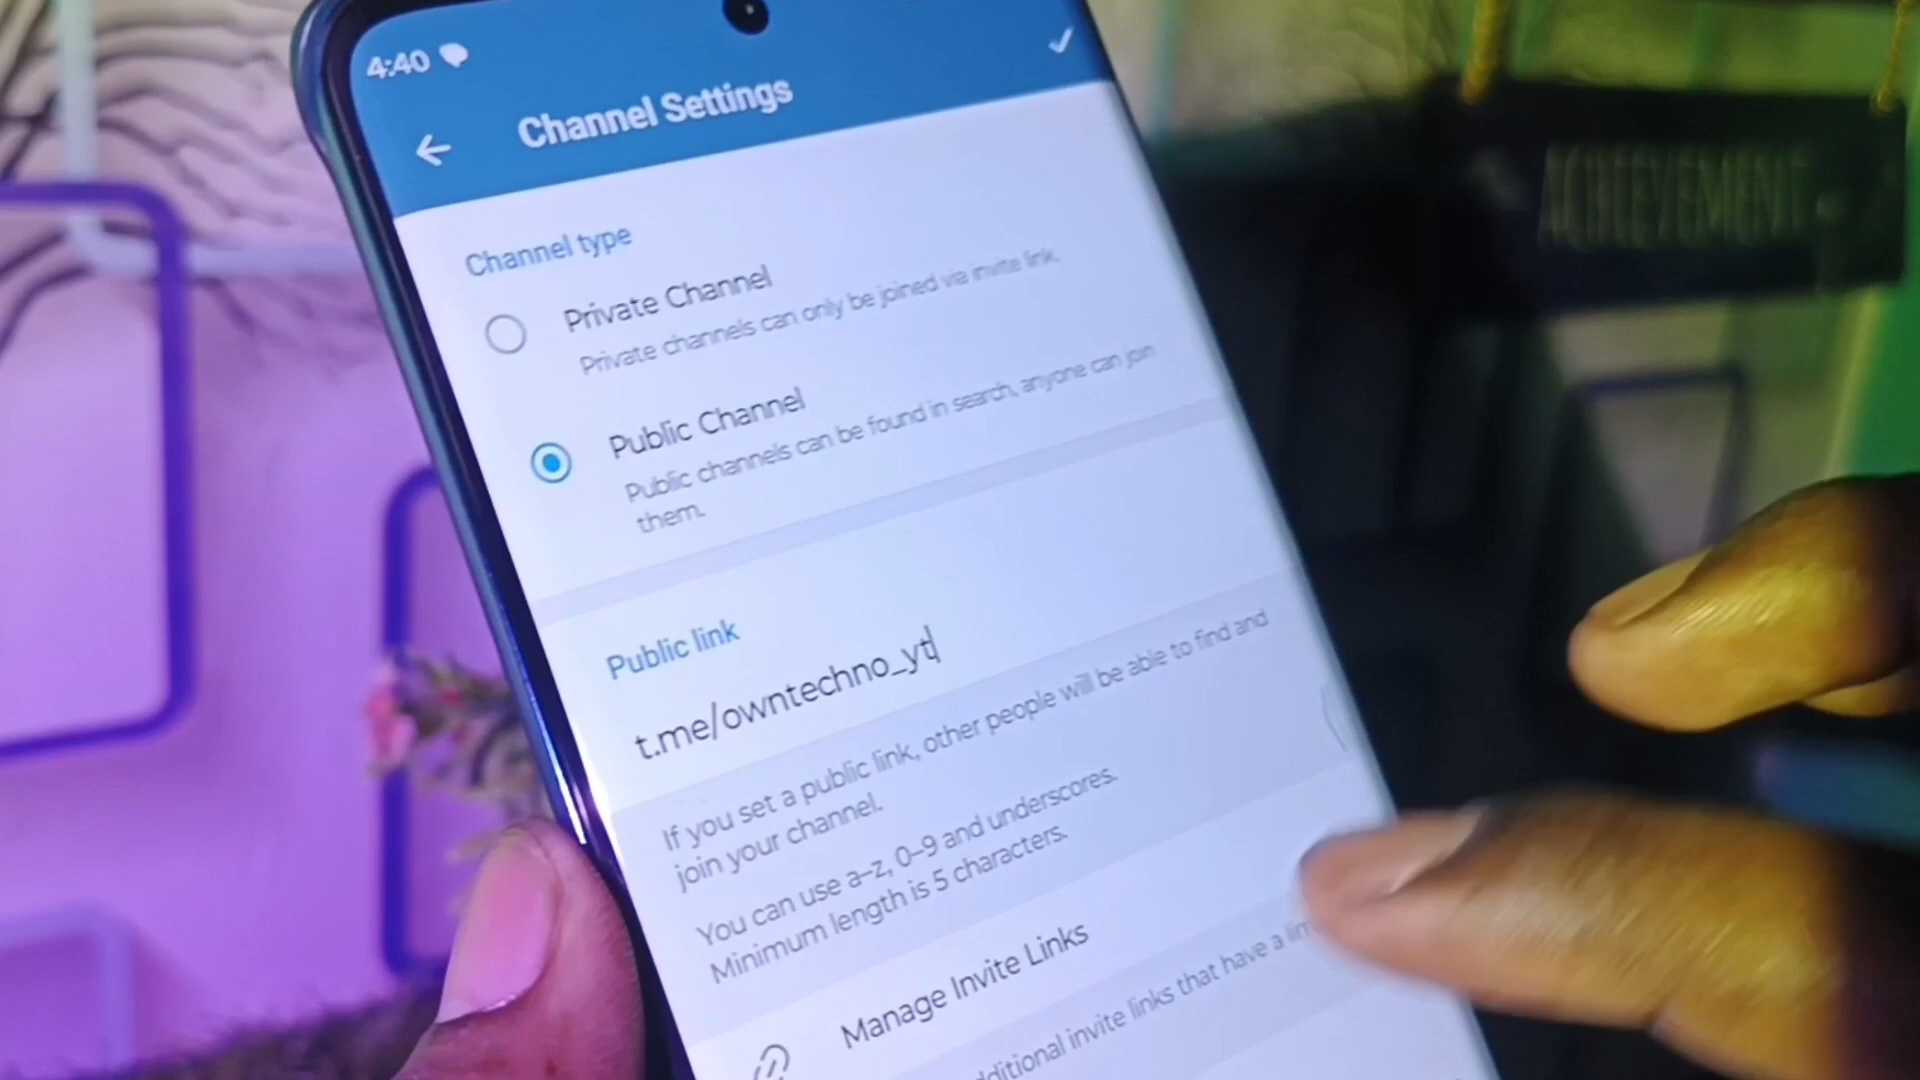 4:40
Channel Settings
Channel type
Private Channel
Private channels can only be joined via invite link.
Public Channel
Public channels can be found in search, anyone can join
them.
Public link
t.me/owntechno_yt
If you set a public link, other people will be able to find and
join your channel.
You can use a–z, 0–9 and underscores.
Minimum length is 5 characters.
Manage Invite Links
additional invite links that have a lim
ACHIEVEMENT